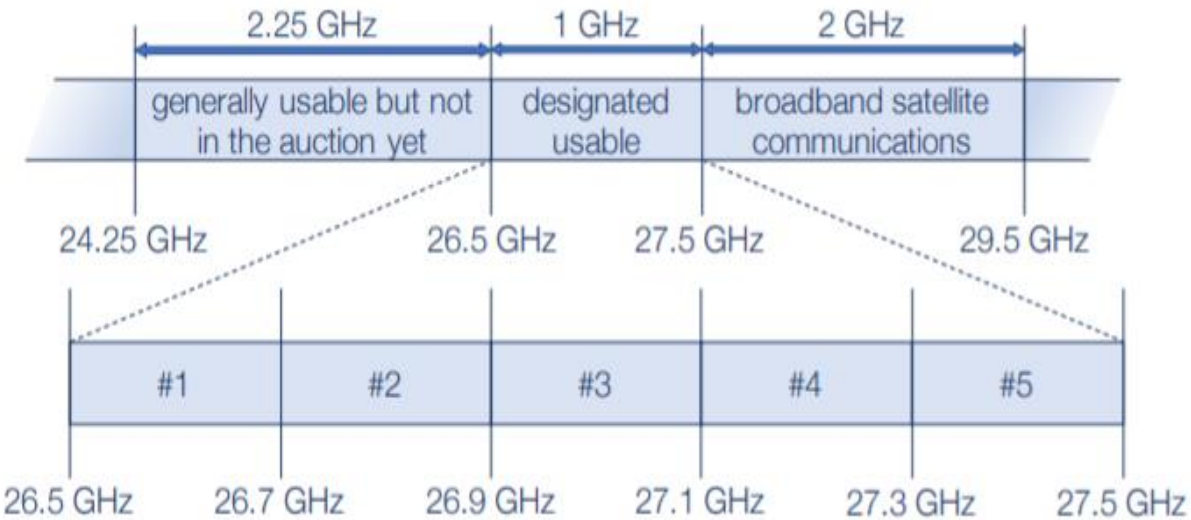 2.25 GHz
1 GHz
2 GHz
generally usable but not
in the auction yet
designated
usable
broadband satellite
communications
24.25 GHz
26.5 GHz
27.5 GHz
29.5 GHz
#1
#2
#3
#4
#5
26.5 GHz
26.7 GHz
26.9 GHz
27.1 GHz
27.3 GHz
27.5 GHz